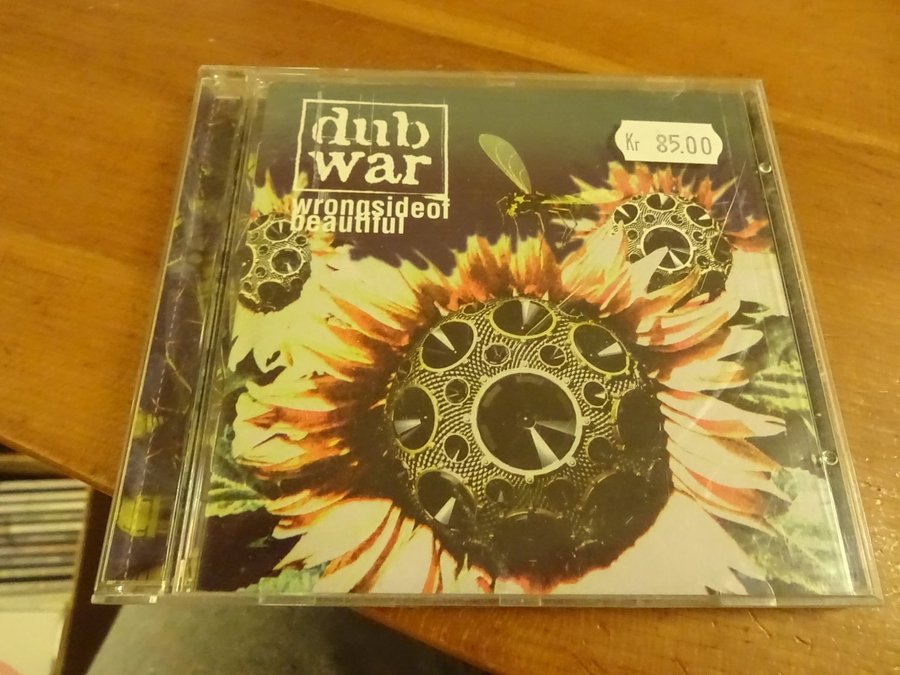 dub
war
wrongsideof
beautiful
Kr 85.00